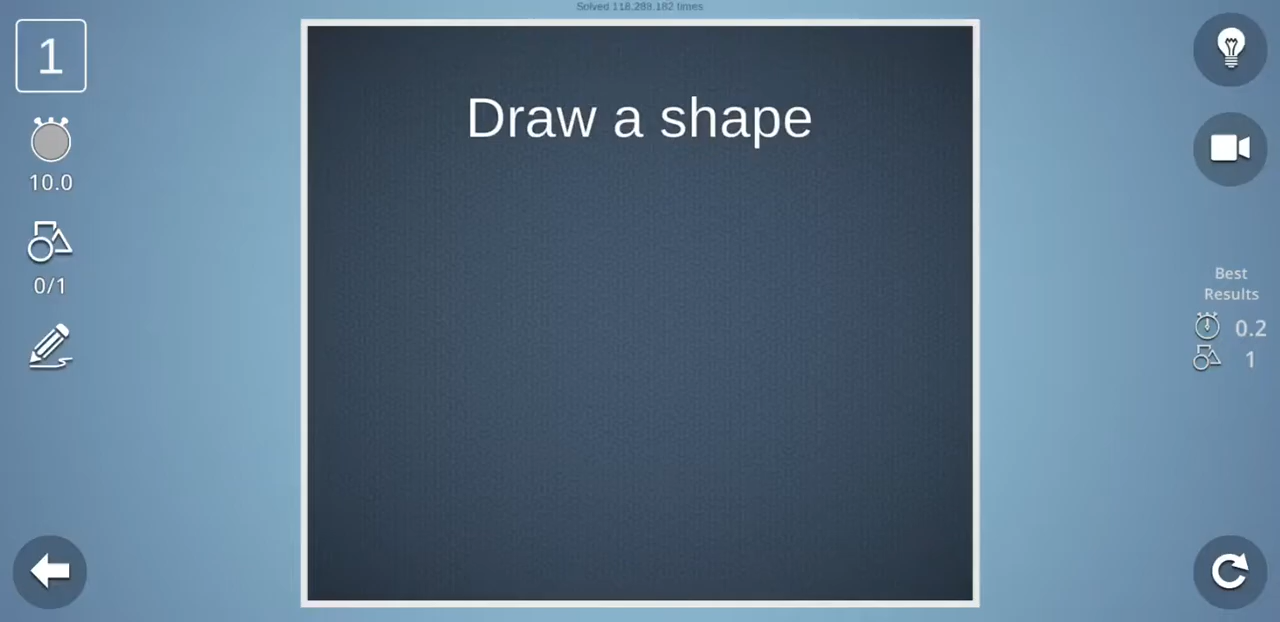 Solved 118,289,182 times
1
Draw a shape
10.0
0/1
Best
Results
0.2
1